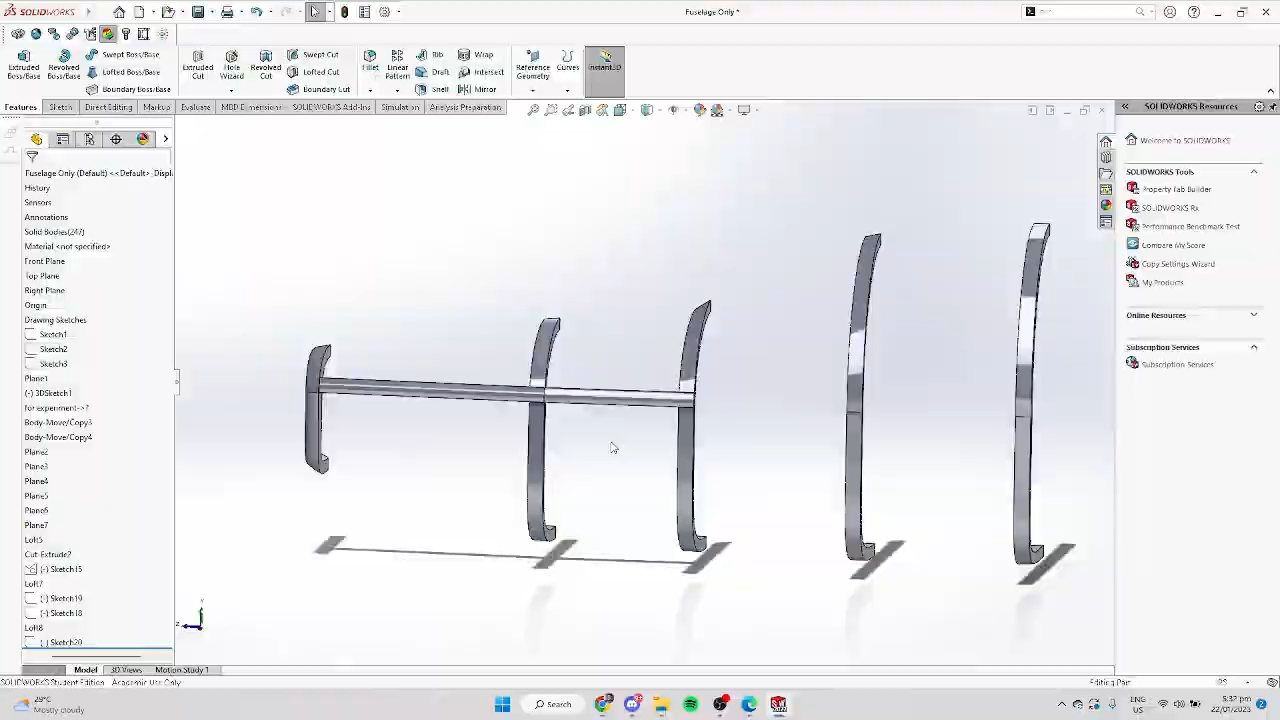 SOLIDWORKS
Fuselage Only *
Extruded Boss/Base
Revolved Boss/Base
Swept Boss/Base
Lofted Boss/Base
Boundary Boss/Base
Extruded Cut
Hole Wizard
Revolved Cut
Swept Cut
Lofted Cut
Boundary Cut
Fillet
Linear Pattern
Rib
Draft
Shell
Wrap
Intersect
Mirror
Reference Geometry
Curves
Instant3D
Features
Sketch
Direct Editing
Markup
Evaluate
MBD Dimensions
SOLIDWORKS Add-Ins
Simulation
Analysis Preparation
Fuselage Only (Default) <<Default>_Displ
History
Sensors
Annotations
Solid Bodies(247)
Material <not specified>
Front Plane
Top Plane
Right Plane
Origin
Drawing Sketches
Sketch1
Sketch2
Sketch3
Plane1
(-) 3DSketch1
for experiment->?
Body-Move/Copy3
Body-Move/Copy4
Plane2
Plane3
Plane4
Plane5
Plane6
Plane7
Loft5
Cut-Extrude2
(-) Sketch15
Loft7
(-) Sketch19
(-) Sketch18
Loft8
(-) Sketch20
SOLIDWORKS Resources
Welcome to SOLIDWORKS
SOLIDWORKS Tools
Property Tab Builder
SOLIDWORKS Rx
Performance Benchmark Test
Compare My Score
Copy Settings Wizard
My Products
Online Resources
Subscription Services
Subscription Services
Y
Z
Model
3D Views
Motion Study 1
SOLIDWORKS Student Edition - Academic Use Only
Editing Part
29°C
Mostly cloudy
Search
ENG
5:37 pm
22/01/2023